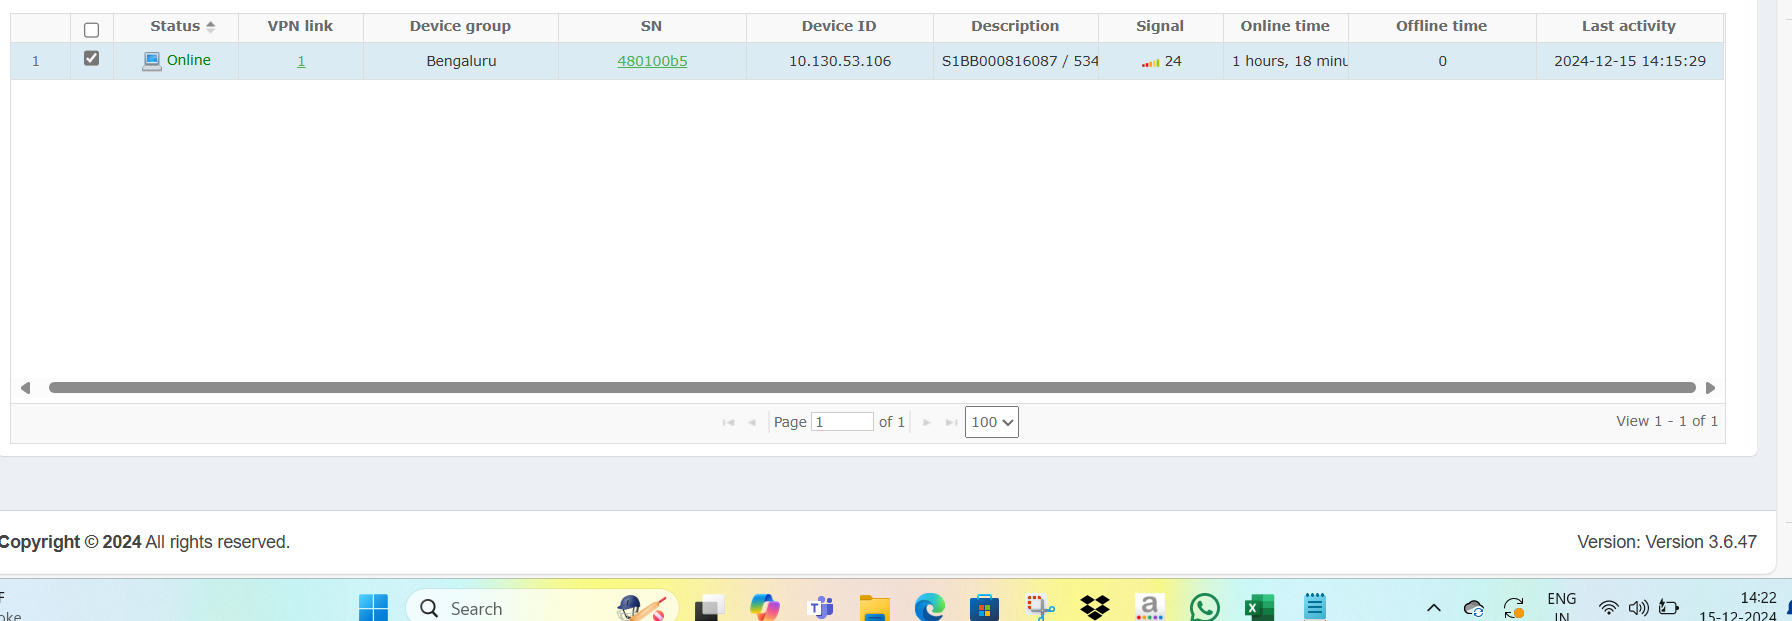 Status VPN link Device group SN Device ID Description Signal Online time Offline time Last activity
1 Online 1 Bengaluru 480100b5 10.130.53.106 S1BB000816087 / 534 24 1 hours, 18 minu 0 2024-12-15 14:15:29
Page 1 of 1 100 View 1 - 1 of 1
Copyright © 2024 All rights reserved. Version: Version 3.6.47
Search ENG 14:22
IN 15-12-2024